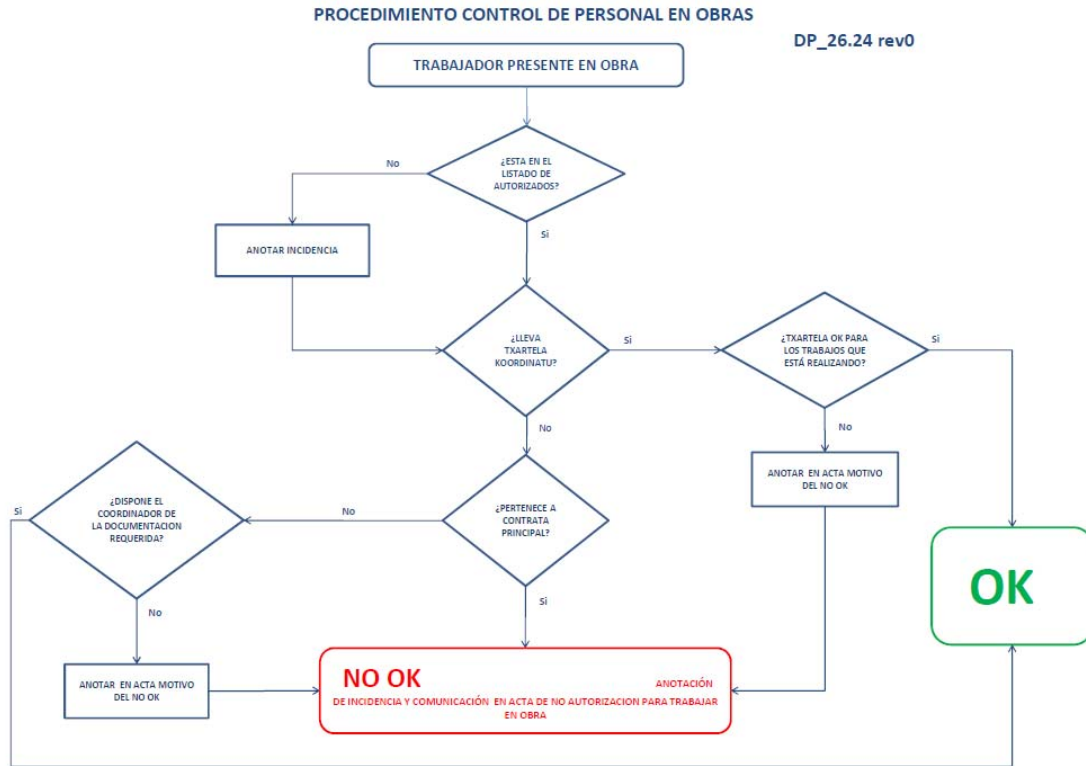 PROCEDIMIENTO CONTROL DE PERSONAL EN OBRAS
DP_26.24 rev0
TRABAJADOR PRESENTE EN OBRA
No
¿ESTA EN EL
LISTADO DE
AUTORIZADOS?
Si
ANOTAR INCIDENCIA
¿LLEVA
TXARTELA
KOORDINATU?
Si
¿TXARTELA OK PARA
LOS TRABAJOS QUE
ESTÁ REALIZANDO?
Si
No
No
ANOTAR EN ACTA MOTIVO
DEL NO OK
Si
¿DISPONE EL
COORDINADOR DE
LA DOCUMENTACION
REQUERIDA?
No
¿PERTENECE A
CONTRATA
PRINCIPAL?
OK
No
Si
ANOTAR EN ACTA MOTIVO
DEL NO OK
NO OK ANOTACIÓN
DE INCIDENCIA Y COMUNICACIÓN EN ACTA DE NO AUTORIZACION PARA TRABAJAR
EN OBRA